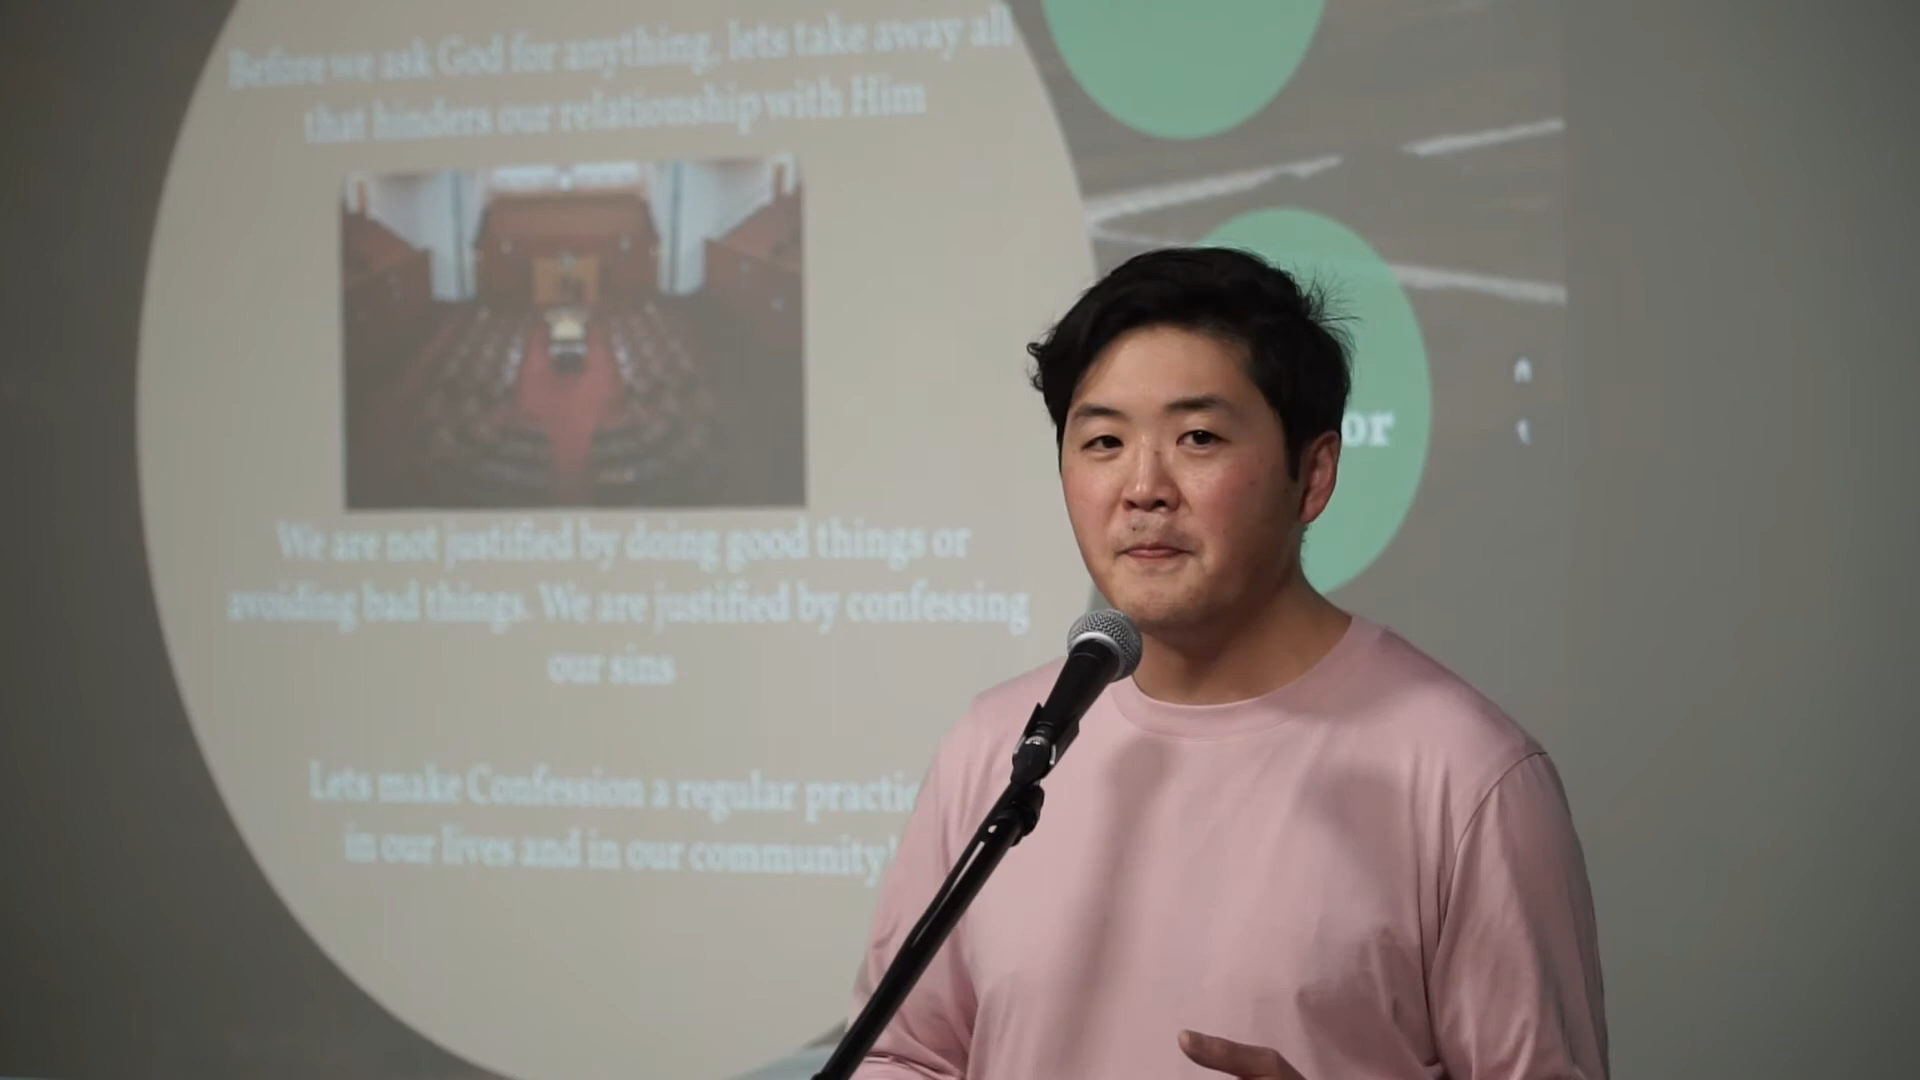 Before we ask God for anything, lets take away all
that hinders our relationship with Him
We are not justified by doing good things or
avoiding bad things. We are justified by confessing
our sins
Lets make Confession a regular practic
in our lives and in our community!
or